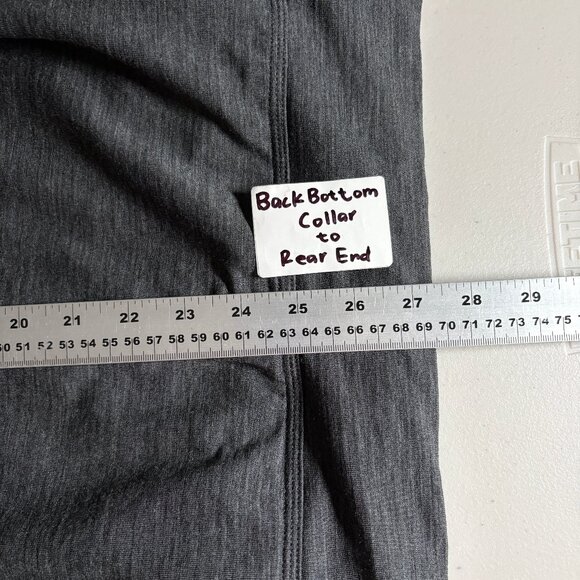 Back Bottom
Collar
to
Rear End
20 21 22 23 24 25 26 27 28 29
50 51 52 53 54 55 56 57 58 59 60 61 62 63 64 65 66 67 68 69 70 71 72 73 74 75